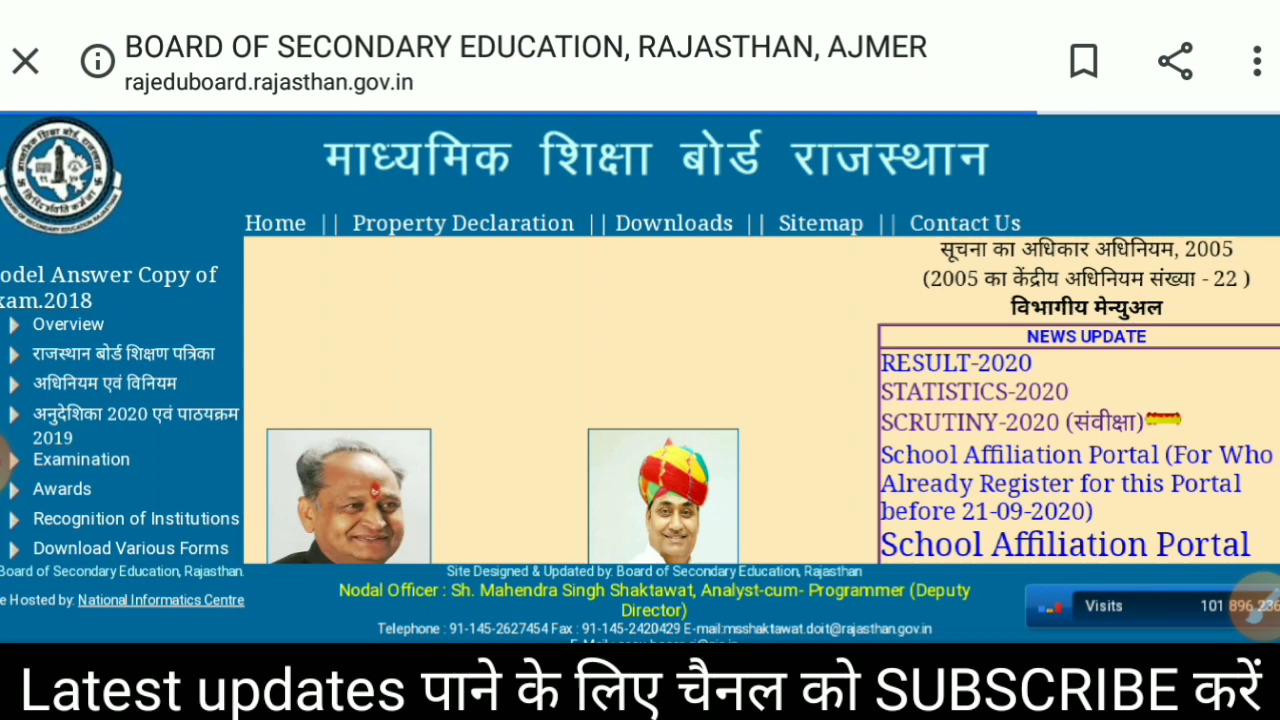 BOARD OF SECONDARY EDUCATION, RAJASTHAN, AJMER
rajeduboard.rajasthan.gov.in
माध्यमिक शिक्षा बोर्ड राजस्थान
Home || Property Declaration || Downloads || Sitemap || Contact Us
odel Answer Copy of
xam.2018
Overview
राजस्थान बोर्ड शिक्षण पत्रिका
अधिनियम एवं विनियम
अनुदेशिका 2020 एवं पाठयक्रम
2019
Examination
Awards
Recognition of Institutions
Download Various Forms
सूचना का अधिकार अधिनियम, 2005
(2005 का केंद्रीय अधिनियम संख्या - 22 )
विभागीय मेन्युअल
NEWS UPDATE
RESULT-2020
STATISTICS-2020
SCRUTINY-2020 (संवीक्षा)
School Affiliation Portal (For Who
Already Register for this Portal
before 21-09-2020)
School Affiliation Portal
Board of Secondary Education, Rajasthan.
e Hosted by: National Informatics Centre
Site Designed & Updated by: Board of Secondary Education, Rajasthan
Nodal Officer : Sh. Mahendra Singh Shaktawat, Analyst-cum- Programmer (Deputy
Director)
Telephone : 91-145-2627454 Fax : 91-145-2420429 E-mail:msshaktawat.doit@rajasthan.gov.in
Visits 101 896 236
Latest updates पाने के लिए चैनल को SUBSCRIBE करें